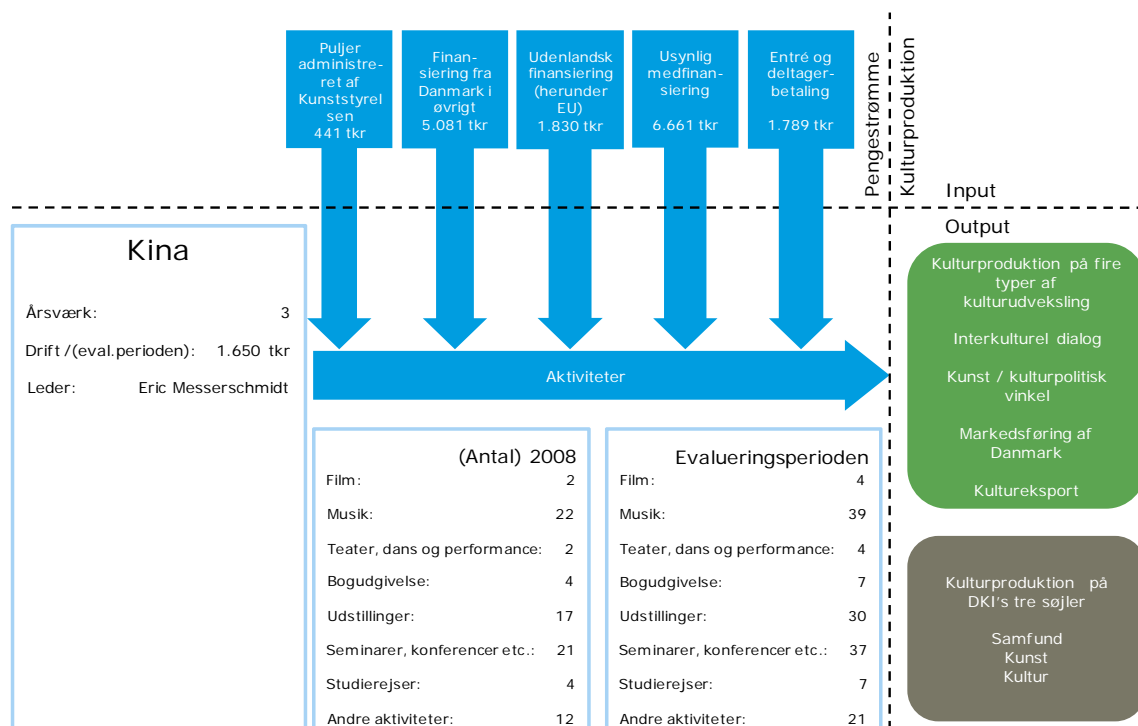 Puljer
administre-
ret af
Kunststyrel
sen
441 tkr
Finan-
siering fra
Danmark i
øvrigt
5.081 tkr
Udenlandsk
finansiering
(herunder
EU)
1.830 tkr
Usynlig
medfinan-
siering
6.661 tkr
Entré og
deltager-
betaling
1.789 tkr
Pengestrømme
Kulturproduktion
Input
Output
Kina
Årsværk: 3
Drift/(eval.perioden): 1.650 tkr
Leder: Eric Messerschmidt
Aktiviteter
(Antal) 2008
Film: 2
Musik: 22
Teater, dans og performance: 2
Bogudgivelse: 4
Udstillinger: 17
Seminarer, konferencer etc.: 21
Studierejser: 4
Andre aktiviteter: 12
Evalueringsperioden
Film: 4
Musik: 39
Teater, dans og performance: 4
Bogudgivelse: 7
Udstillinger: 30
Seminarer, konferencer etc.: 37
Studierejser: 7
Andre aktiviteter: 21
Kulturproduktion på fire
typer af
kulturudveksling
Interkulturel dialog
Kunst / kulturpolitisk
vinkel
Markedsføring af
Danmark
Kultureksport
Kulturproduktion på
DKI's tre søjler
Samfund
Kunst
Kultur